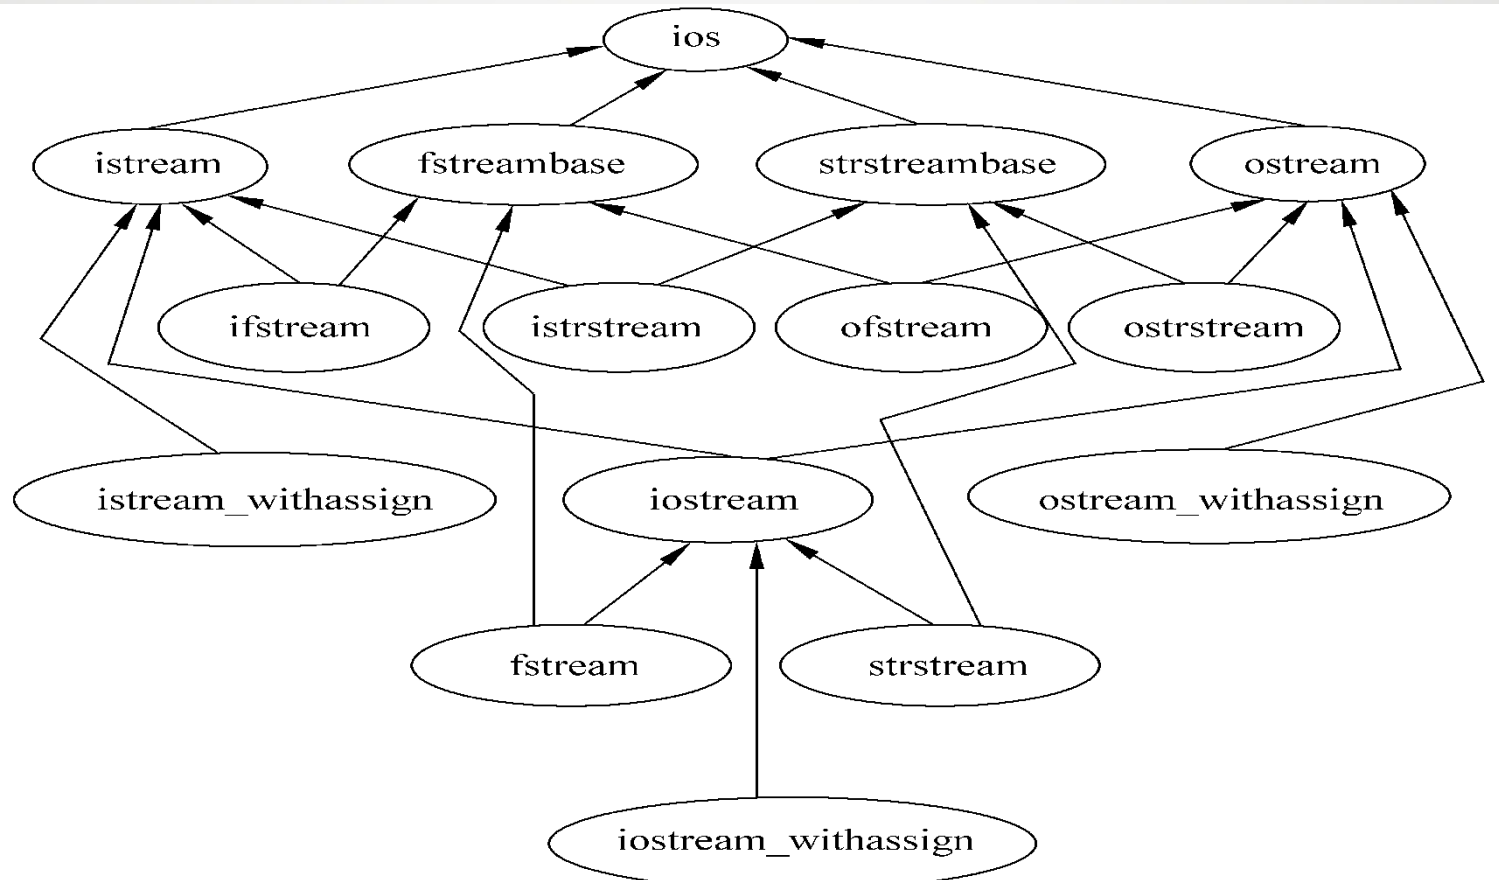 ios
istream
fstreambase
strstreambase
ostream
ifstream
istrstream
ofstream
ostrstream
istream_withassign
iostream
ostream_withassign
fstream
strstream
iostream_withassign